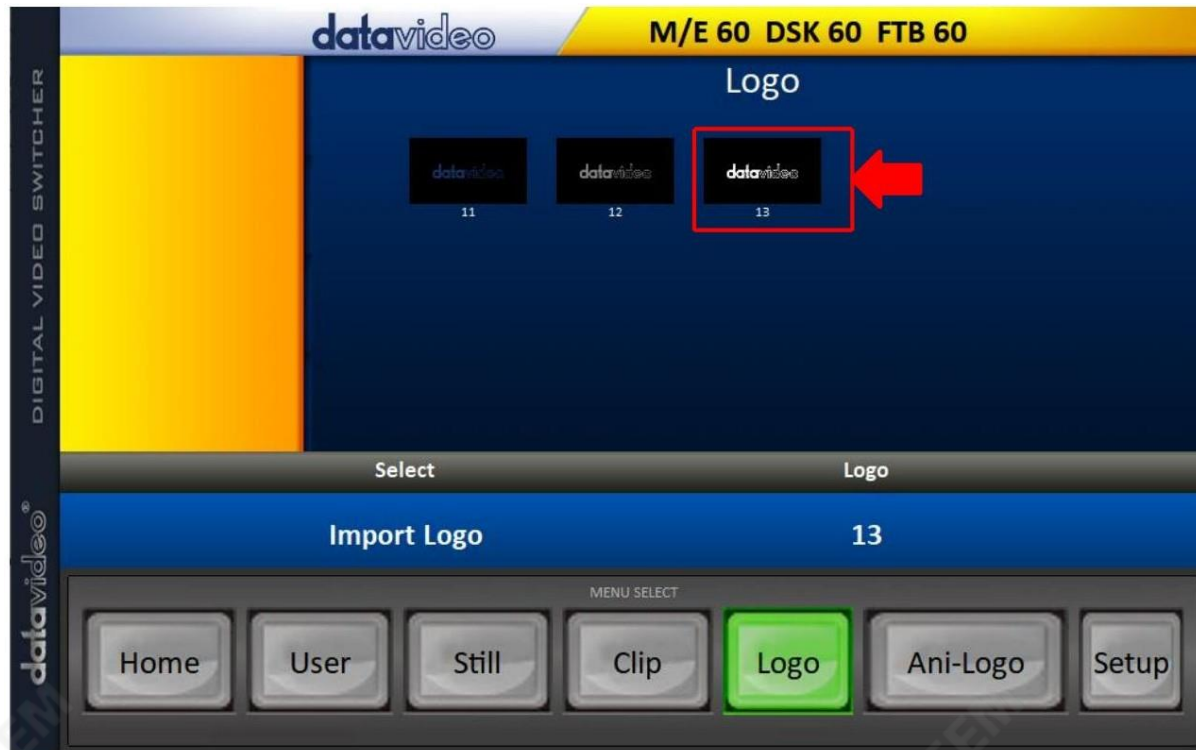 datavideo
M/E 60 DSK 60 FTB 60
DIGITAL VIDEO SWITCHER
datavideo®
Logo
datavideo
datavideo
datavideo
11
12
13
Select
Logo
Import Logo
13
MENU SELECT
Home
User
Still
Clip
Logo
Ani-Logo
Setup